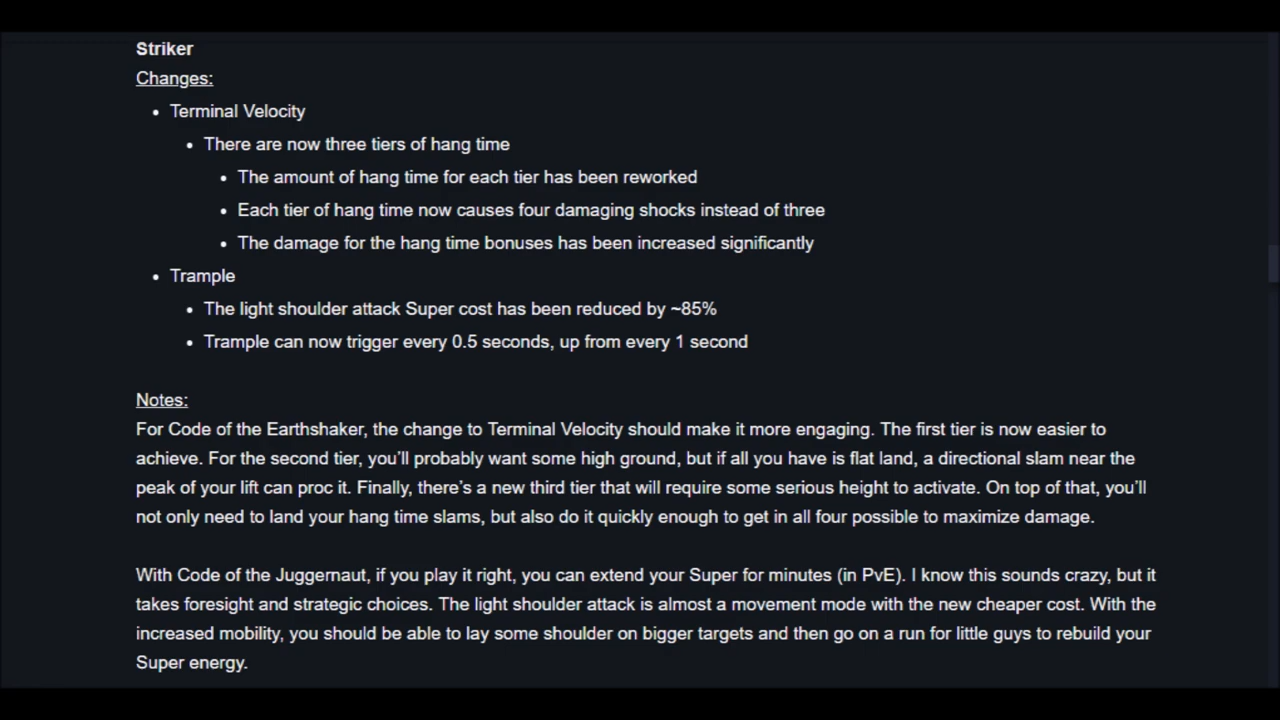 Striker
Changes:
• Terminal Velocity
• There are now three tiers of hang time
• The amount of hang time for each tier has been reworked
• Each tier of hang time now causes four damaging shocks instead of three
• The damage for the hang time bonuses has been increased significantly
• Trample
• The light shoulder attack Super cost has been reduced by ~85%
• Trample can now trigger every 0.5 seconds, up from every 1 second
Notes:
For Code of the Earthshaker, the change to Terminal Velocity should make it more engaging. The first tier is now easier to
achieve. For the second tier, you’ll probably want some high ground, but if all you have is flat land, a directional slam near the
peak of your lift can proc it. Finally, there’s a new third tier that will require some serious height to activate. On top of that, you’ll
not only need to land your hang time slams, but also do it quickly enough to get in all four possible to maximize damage.
With Code of the Juggernaut, if you play it right, you can extend your Super for minutes (in PvE). I know this sounds crazy, but it
takes foresight and strategic choices. The light shoulder attack is almost a movement mode with the new cheaper cost. With the
increased mobility, you should be able to lay some shoulder on bigger targets and then go on a run for little guys to rebuild your
Super energy.